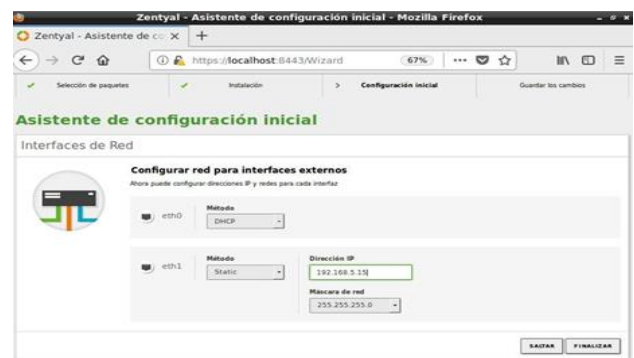 Zentyal - Asistente de configuración inicial - Mozilla Firefox
Zentyal - Asistente de co
https://localhost:8443/Wizard
67%
Selección de paquetes
Instalación
Configuración inicial
Guardar los cambios
Asistente de configuración inicial
Interfaces de Red
Configurar red para interfaces externos
Ahora puede configurar direcciones IP y redes para cada interfaz
eth0
Método
DHCP
eth1
Método
Static
Dirección IP
192.168.5.15
Máscara de red
255.255.255.0
SALTAR
FINALIZAR